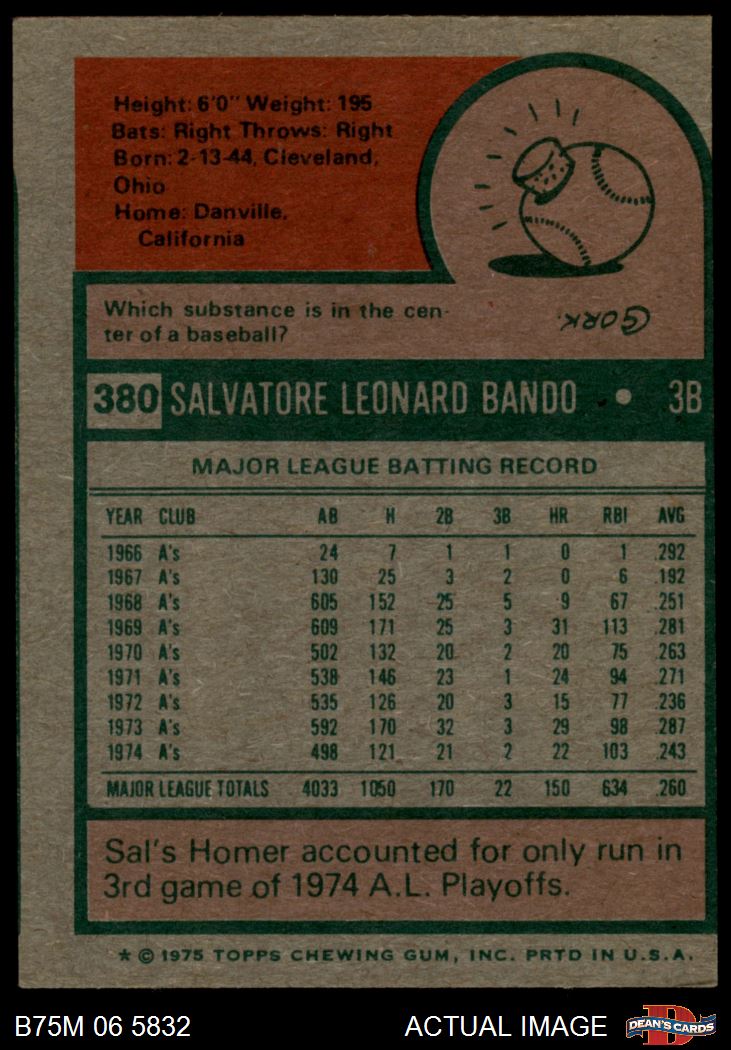 Height: 6'0" Weight: 195
Bats: Right Throws: Right
Born: 2-13-44, Cleveland,
Ohio
Home: Danville,
California
Which substance is in the cen-
ter of a baseball?
CORK.
380 SALVATORE LEONARD BANDO • 3B
MAJOR LEAGUE BATTING RECORD
YEAR CLUB AB H 2B 3B HR RBI AVG
1966 A's 24 7 1 1 0 1 .292
1967 A's 130 25 3 2 0 6 .192
1968 A's 605 152 25 5 9 67 .251
1969 A's 609 171 25 3 31 113 .281
1970 A's 502 132 20 2 20 75 .263
1971 A's 538 146 23 1 24 94 .271
1972 A's 535 126 20 3 15 77 .236
1973 A's 592 170 32 3 29 98 .287
1974 A's 498 121 21 2 22 103 .243
MAJOR LEAGUE TOTALS 4033 1050 170 22 150 634 .260
Sal's Homer accounted for only run in
3rd game of 1974 A.L. Playoffs.
* © 1975 TOPPS CHEWING GUM, INC. PRTD IN U.S.A.
B75M 06 5832 ACTUAL IMAGE DEAN'S CARDS